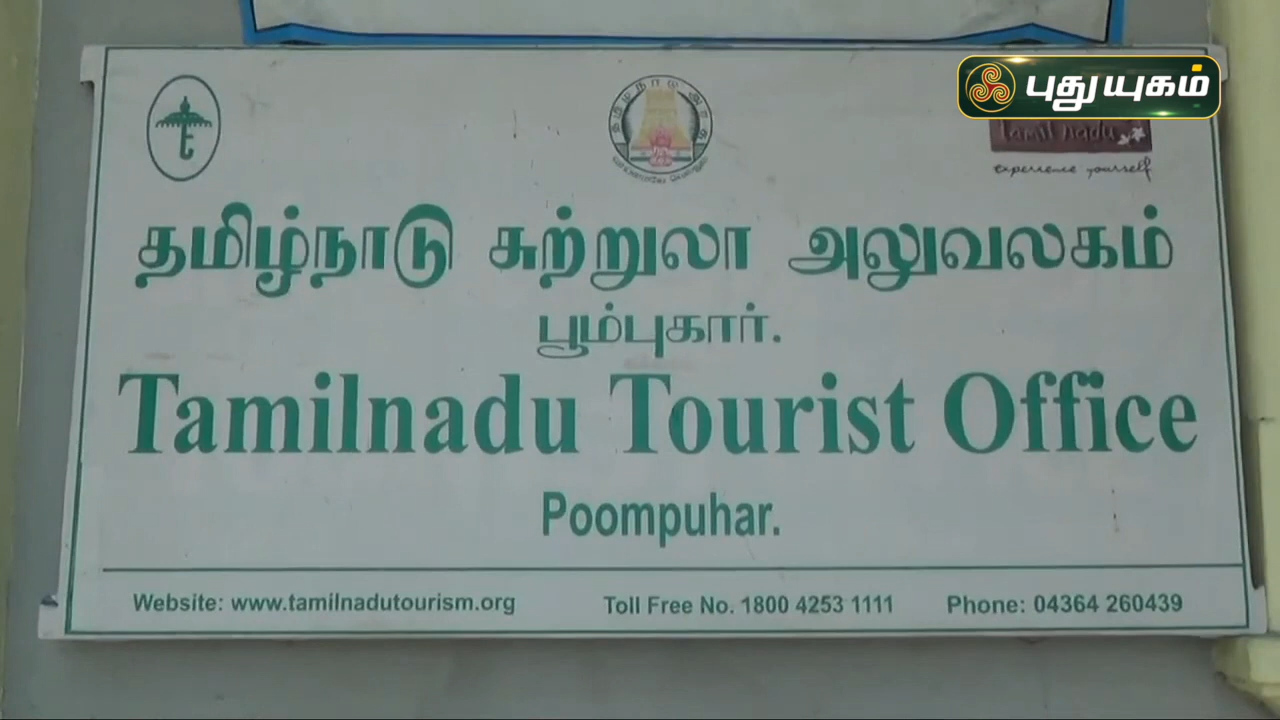 புதுயுகம்
Tamil Nadu
experience yourself
தமிழ்நாடு சுற்றுலா அலுவலகம்
பூம்புகார்.
Tamilnadu Tourist Office
Poompuhar.
Website: www.tamilnadutourism.org Toll Free No. 1800 4253 1111 Phone: 04364 260439